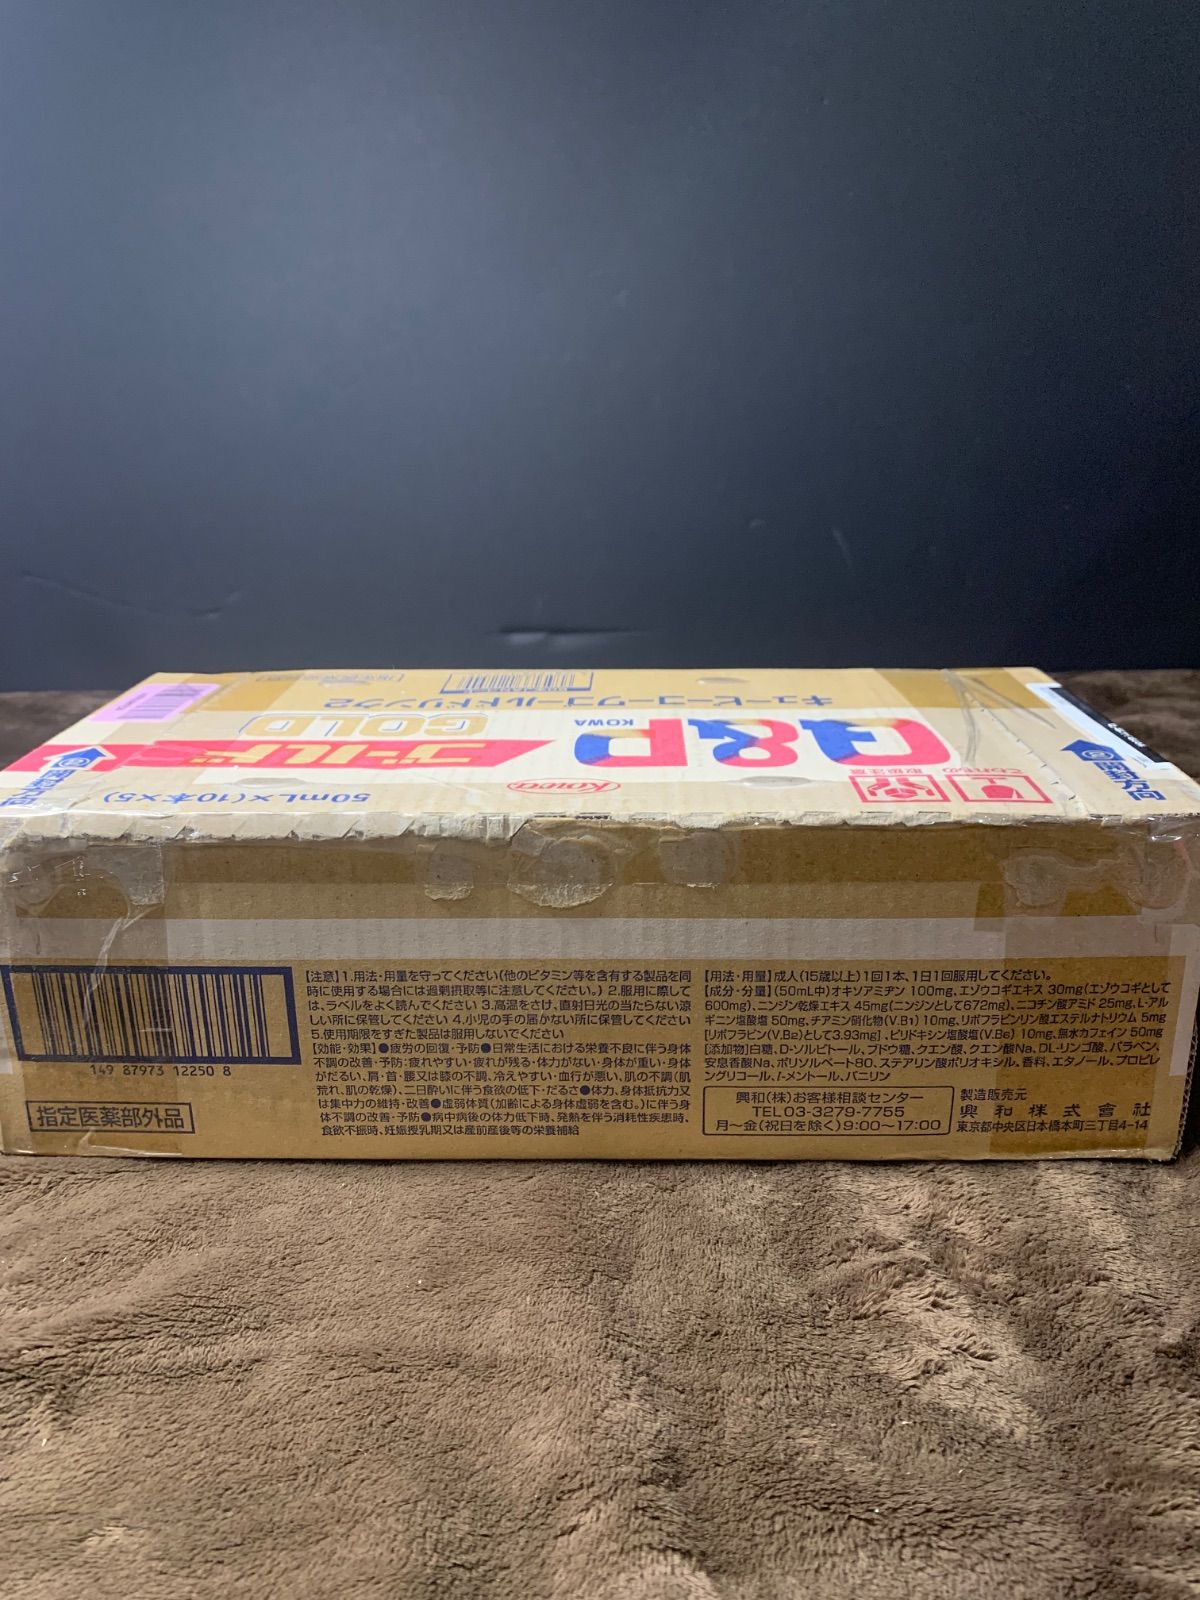 キューピーコーワゴールドドリンク2
Q&P
KOWA
ゴールド
GOLD
kowa
50mL×(10本×5)
こわれもの
取扱注意
医薬天面
医薬天面
149 87973 12250 8
指定医薬部外品
【注意】1.用法・用量を守ってください(他のビタミン等を含有する製品を同
時に使用する場合には過剰摂取等に注意してください。)2.服用に際して
は、ラベルをよく読んでください 3.高温をさけ、直射日光の当たらない涼
しい所に保管してください 4.小児の手の届かない所に保管してください
5.使用期限をすぎた製品は服用しないでください
【効能・効果】●疲労の回復・予防●日常生活における栄養不良に伴う身体
不調の改善・予防:疲れやすい・疲れが残る・体力がない・身体が重い・身体
がだるい、肩・首・腰又は膝の不調、冷えやすい・血行が悪い、肌の不調(肌
荒れ、肌の乾燥)、二日酔いに伴う食欲の低下・だるさ●体力、身体抵抗力又
は集中力の維持・改善●虚弱体質(加齢による身体虚弱を含む。)に伴う身
体不調の改善・予防●病中病後の体力低下時、発熱を伴う消耗性疾患時、
食欲不振時、妊娠授乳期又は産前産後等の栄養補給
【用法・用量】成人(15歳以上)1回1本、1日1回服用してください。
【成分・分量】(50mL中)オキソアミヂン 100mg、エゾウコギエキス 30mg(エゾウコギとして
600mg)、ニンジン乾燥エキス 45mg(ニンジンとして672mg)、ニコチン酸アミド 25mg、L-アル
ギニン塩酸塩 50mg、チアミン硝化物(V.B1) 10mg、リボフラビンリン酸エステルナトリウム 5mg
[リボフラビン(V.B2)として3.93mg]、ピリドキシン塩酸塩(V.B6) 10mg、無水カフェイン 50mg
[添加物]白糖、D-ソルビトール、ブドウ糖、クエン酸、クエン酸Na、DL-リンゴ酸、パラベン、
安息香酸Na、ポリソルベート80、ステアリン酸ポリオキシル、香料、エタノール、プロピレ
ングリコール、l-メントール、バニリン
興和(株)お客様相談センター
TEL03-3279-7755
月～金(祝日を除く)9:00～17:00
製造販売元
興和株式會社
東京都中央区日本橋本町三丁目4-14